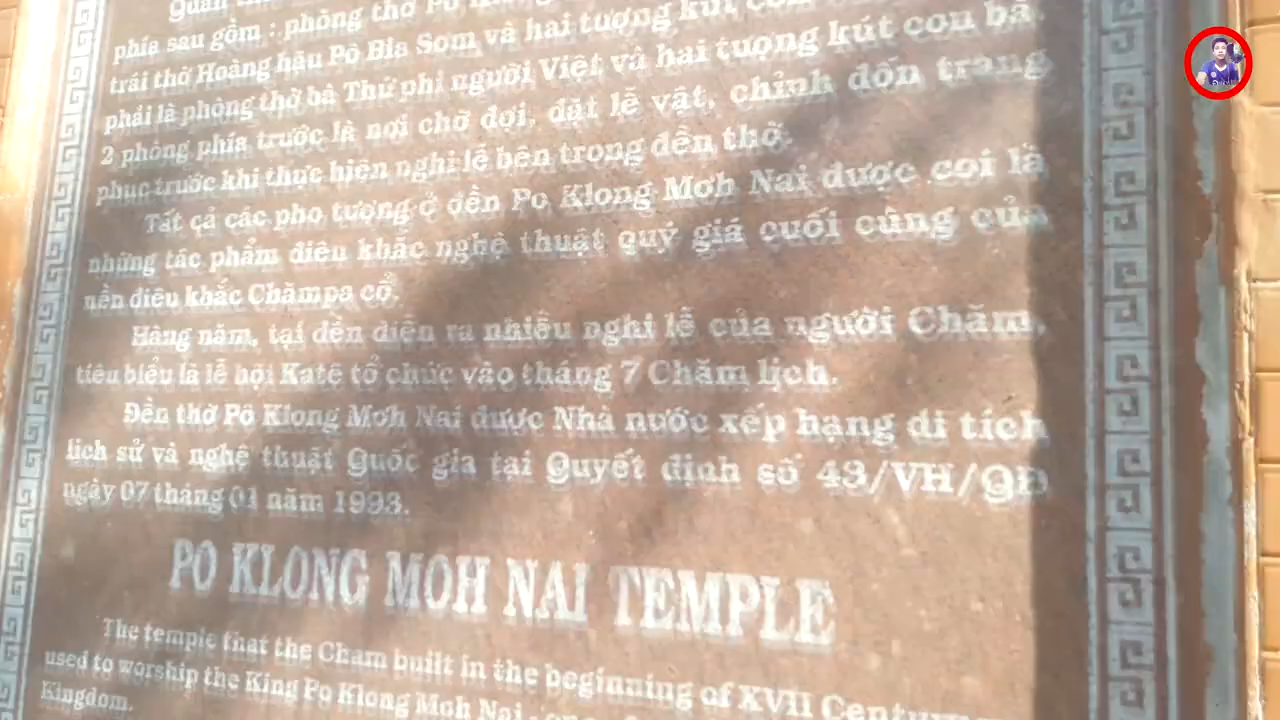 phía sau gồm : phòng thờ Pô
trái thờ Hoàng hậu Pô Bia Som và hai tượng kút con
phải là phòng thờ bà Thứ phi người Việt và hai tượng kút con bà.
2 phòng phía trước là nơi chờ đợi, đặt lễ vật, chỉnh đốn trang
phục trước khi thực hiện nghi lễ bên trong đền thờ.
Tất cả các pho tượng ở đền Po Klong Moh Nai được coi là
những tác phẩm điêu khắc nghệ thuật quý giá cuối cùng của
nền điêu khắc Chămpa cổ.
Hàng năm, tại đền diễn ra nhiều nghi lễ của người Chăm,
tiêu biểu là lễ hội Katê tổ chức vào tháng 7 Chăm lịch.
Đền thờ Pô Klong Moh Nai được Nhà nước xếp hạng di tích
lịch sử và nghệ thuật Quốc gia tại Quyết định số 43/VH/QĐ
ngày 07 tháng 01 năm 1993.
PO KLONG MOH NAI TEMPLE
The temple that the Cham built in the beginning of XVII Century
used to worship the King Po Klong Moh Nai -
Kingdom.